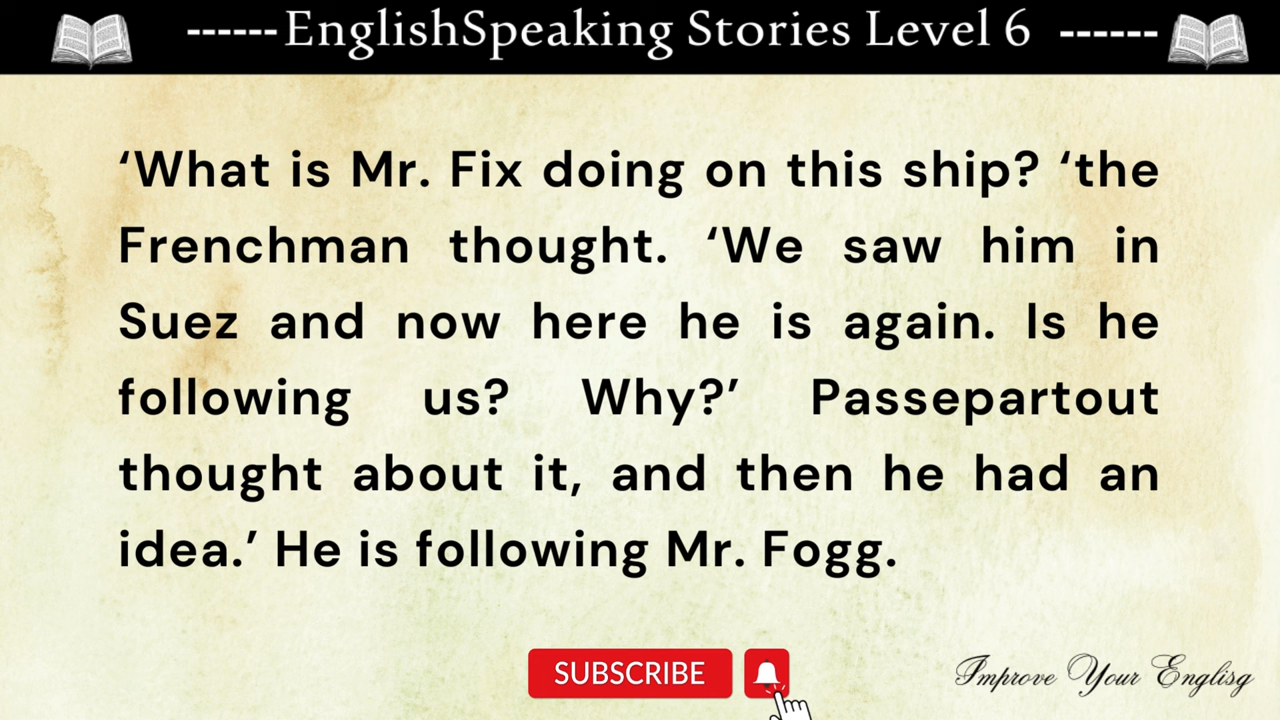 ------EnglishSpeaking Stories Level 6 ------
‘What is Mr. Fix doing on this ship? ‘the
Frenchman thought. ‘We saw him in
Suez and now here he is again. Is he
following us? Why?’ Passepartout
thought about it, and then he had an
idea.’ He is following Mr. Fogg.
SUBSCRIBE
Improve Your Englisg